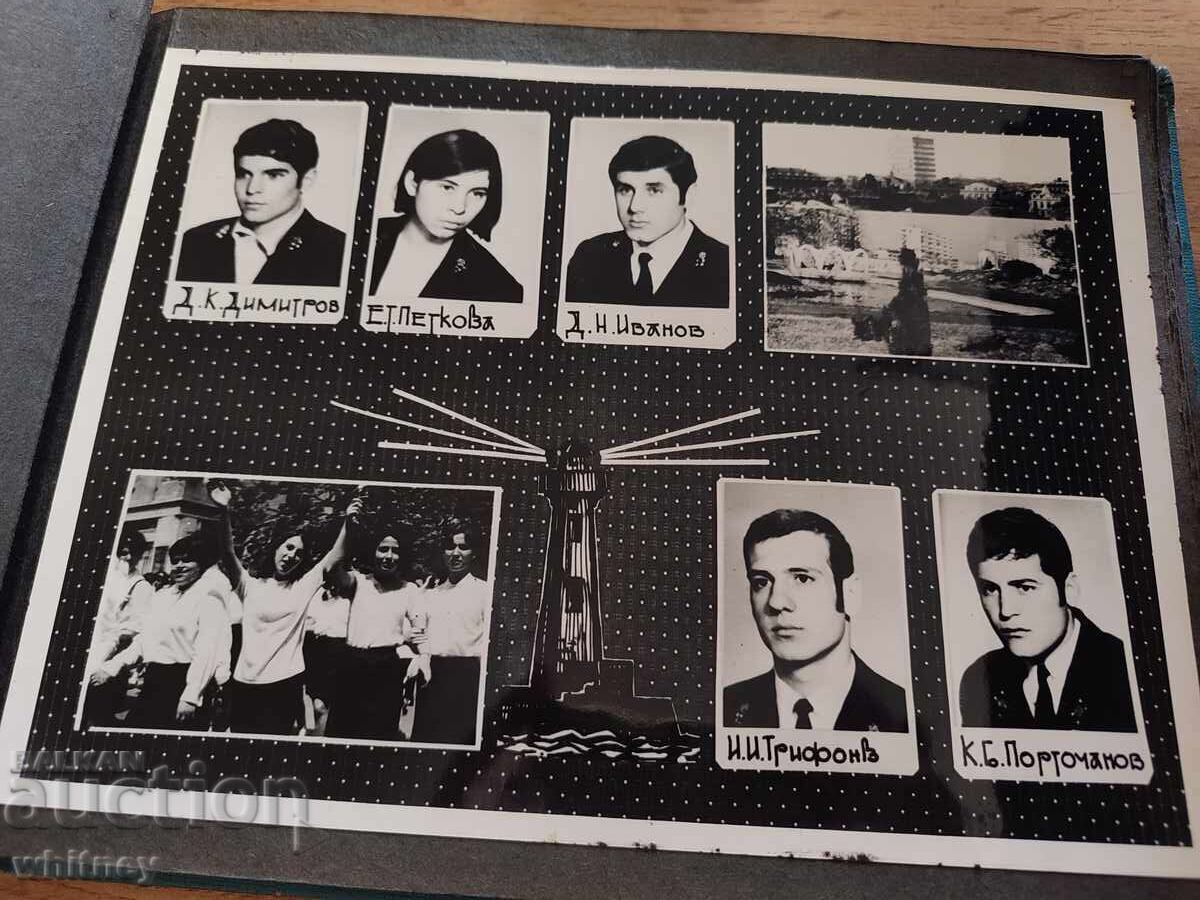 Д.К.Димитров
Е.Т.Петкова
Д.Н.Иванов
И.И.Трифонв
К.Б.Порточанов
BALKAN
auction
whitney